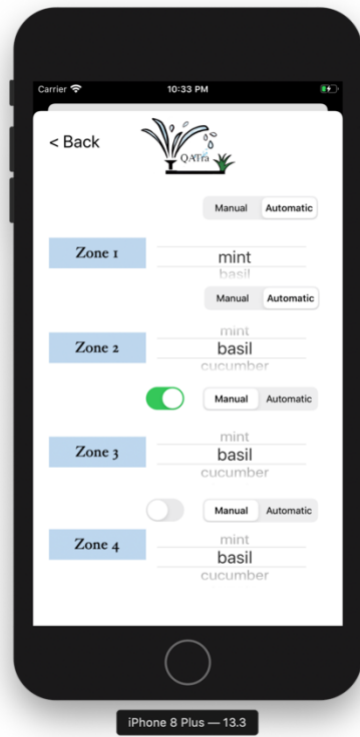 Carrier 10:33 PM
< Back
QATra
Manual Automatic
Zone 1 mint
basil
Manual Automatic
mint
Zone 2 basil
cucumber
Manual Automatic
mint
Zone 3 basil
cucumber
Manual Automatic
mint
Zone 4 basil
cucumber
iPhone 8 Plus — 13.3